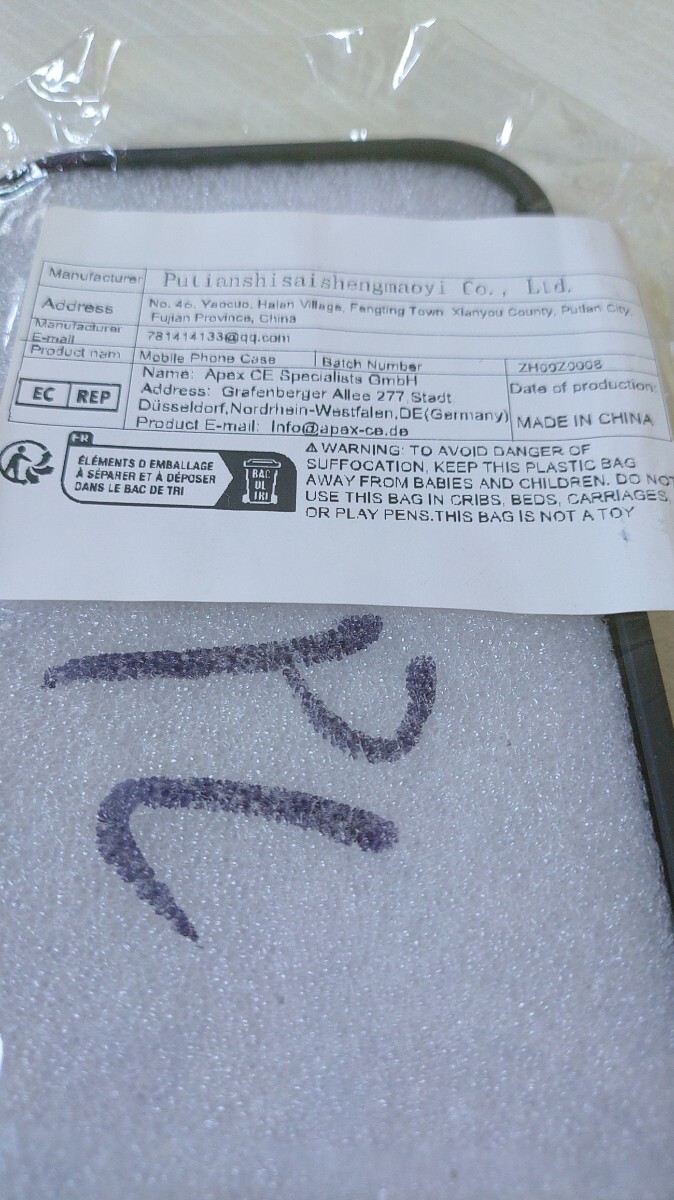 Manufacturer Putianshisaishengmaoyi Co., Ltd.
Address No. 46, Yaocuo, Haian Village, Fengting Town Xianyou County, Putian City,
Fujian Province, China
Manufacturer
E-mail 781414133@qq.com
Product nam Mobile Phone Case Batch Number ZH09Z0008
EC REP
Name: Apex CE Specialists GmbH
Address: Grafenberger Allee 277, Stadt
Düsseldorf,Nordrhein-Westfalen,DE(Germany)
Product E-mail: Info@apex-ce.de
Date of production:
MADE IN CHINA
FR
ÉLÉMENTS D EMBALLAGE
À SÉPARER ET À DÉPOSER
DANS LE BAC DE TRI
BAC
DE
TRI
⚠WARNING: TO AVOID DANGER OF
SUFFOCATION, KEEP THIS PLASTIC BAG
AWAY FROM BABIES AND CHILDREN. DO NOT
USE THIS BAG IN CRIBS, BEDS, CARRIAGES,
OR PLAY PENS.THIS BAG IS NOT A TOY